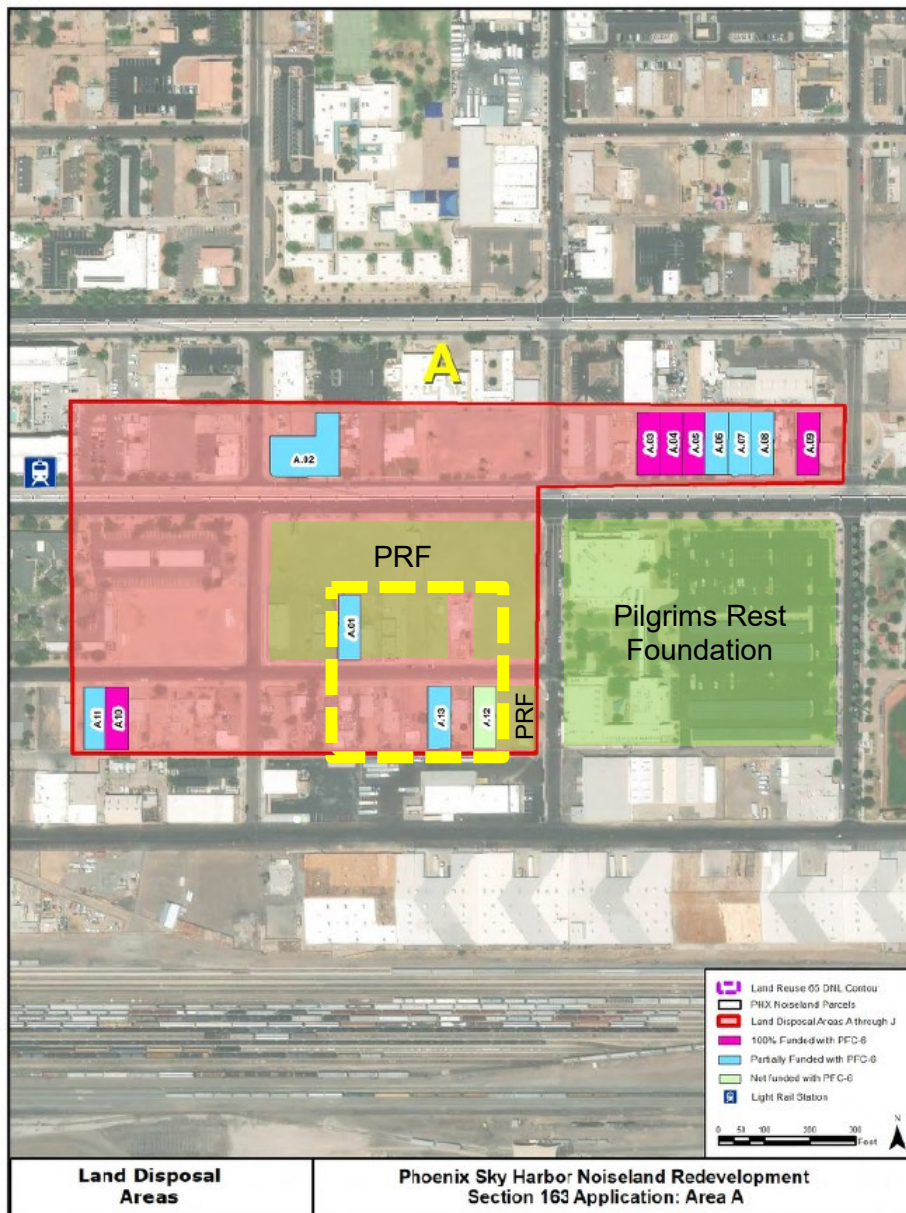 A
A.02
A.03
A.04
A.05
A.06
A.07
A.08
A.09
PRF
Pilgrims Rest
Foundation
A.01
A.11
A.10
A.13
A.12
PRF
Land Reuse 65 DNL Contour
PHX Noiseland Parcels
Land Disposal Areas A through J
100% Funded with PFC-6
Partially Funded with PFC-6
Not funded with PFC-6
Light Rail Station
N
0 50 100 200 300
Feet
Land Disposal
Areas
Phoenix Sky Harbor Noiseland Redevelopment
Section 163 Application: Area A